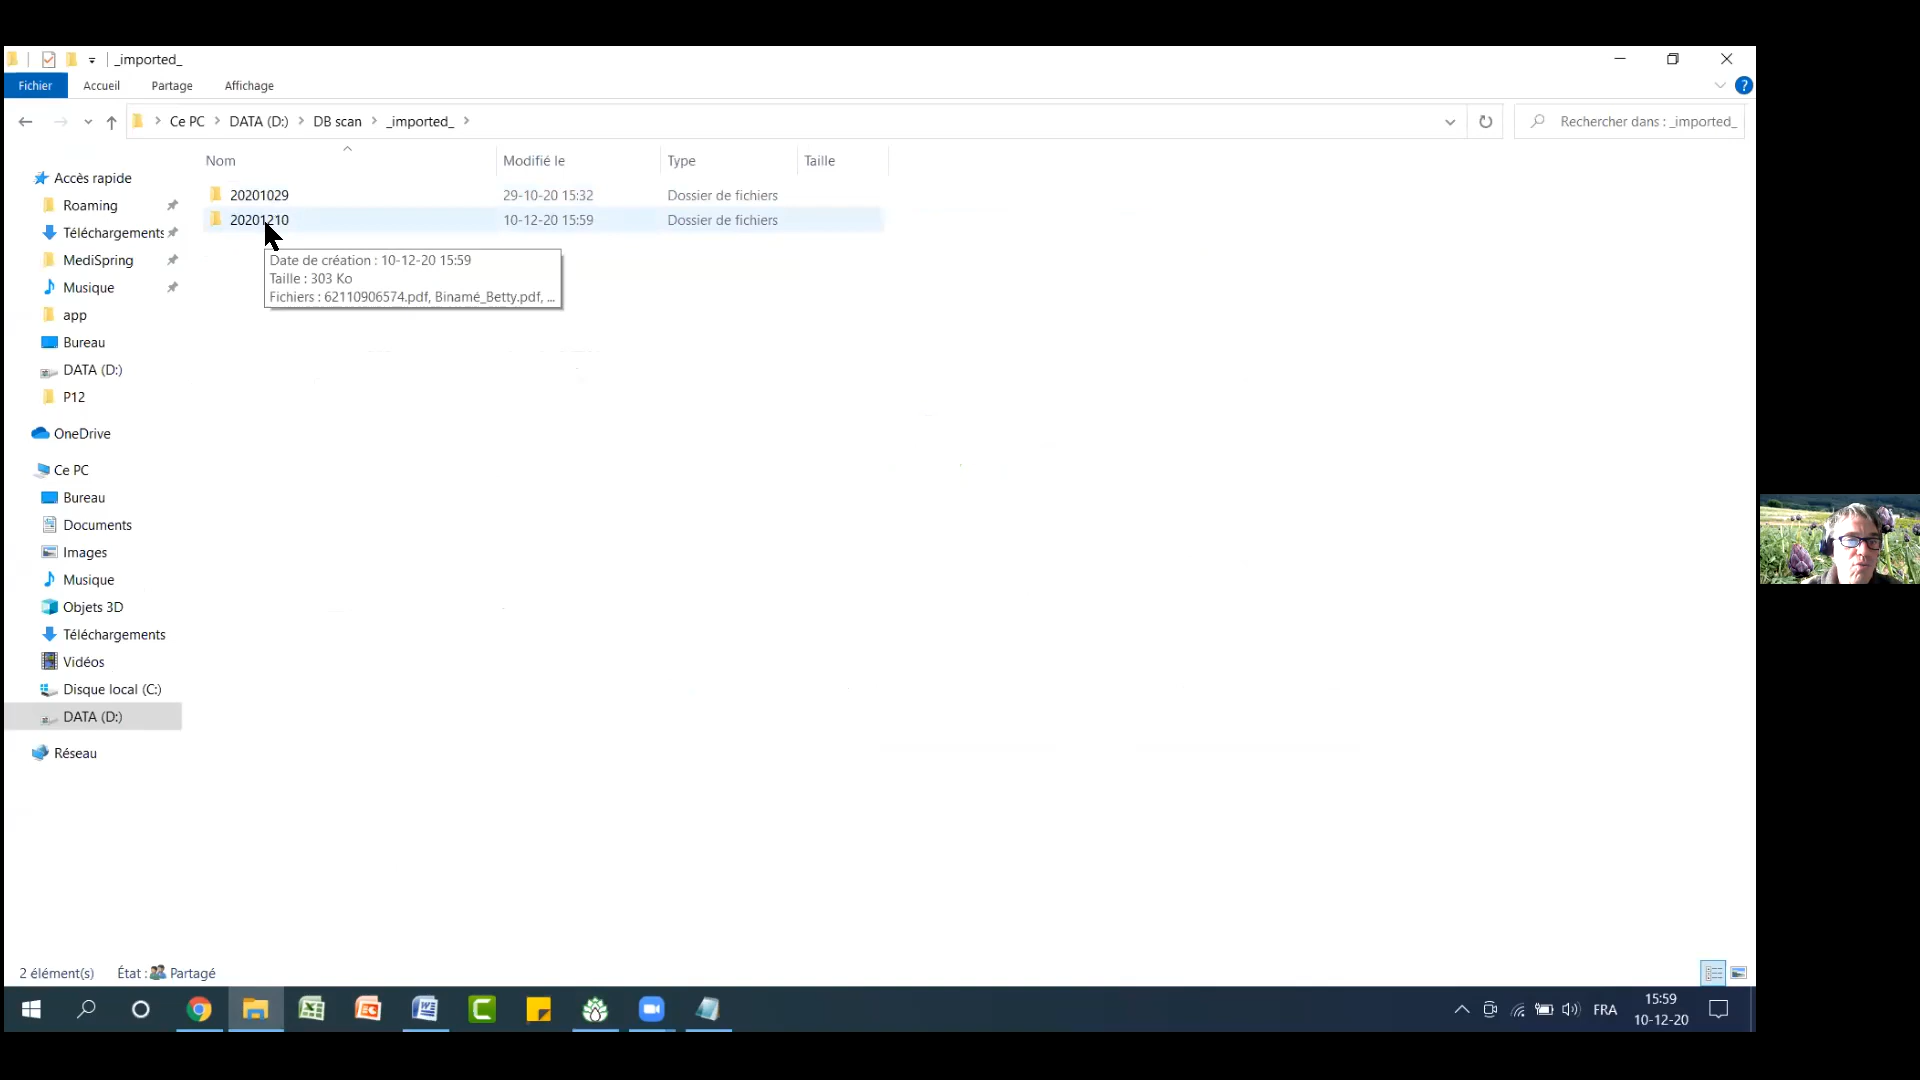 _imported_
Fichier Accueil Partage Affichage ?
Ce PC DATA (D:) DB scan _imported_ Rechercher dans : _imported_
Nom Modifié le Type Taille
20201029 29-10-20 15:32 Dossier de fichiers
20201210 10-12-20 15:59 Dossier de fichiers
Date de création : 10-12-20 15:59
Taille : 303 Ko
Fichiers : 62110906574.pdf, Binamé_Betty.pdf, ...
Accès rapide
Roaming
Téléchargements
MediSpring
Musique
app
Bureau
DATA (D:)
P12
OneDrive
Ce PC
Bureau
Documents
Images
Musique
Objets 3D
Téléchargements
Vidéos
Disque local (C:)
DATA (D:)
Réseau
2 élément(s) État : Partagé
FRA 15:59
10-12-20